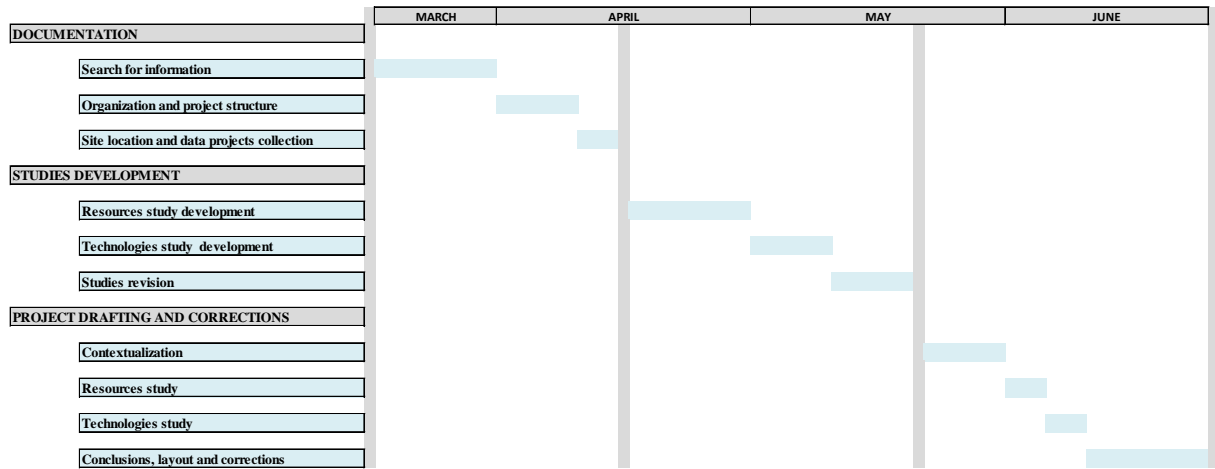 MARCH APRIL MAY JUNE
DOCUMENTATION
Search for information
Organization and project structure
Site location and data projects collection
STUDIES DEVELOPMENT
Resources study development
Technologies study  development
Studies revision
PROJECT DRAFTING AND CORRECTIONS
Contextualization
Resources study
Technologies study
Conclusions, layout and corrections